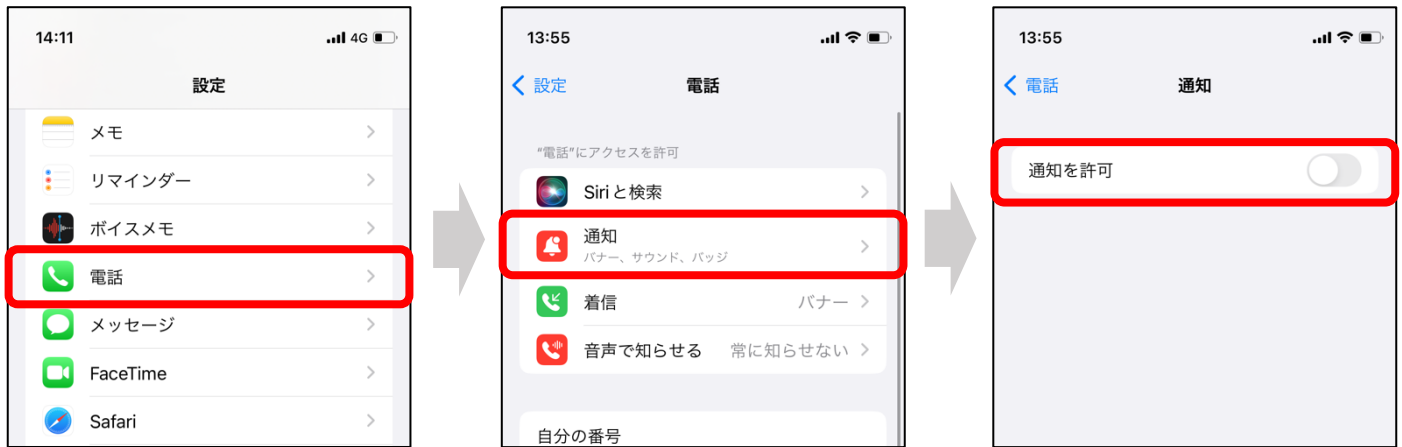 14:11
4G
設定
メモ
リマインダー
ボイスメモ
電話
メッセージ
FaceTime
Safari
13:55
設定
電話
"電話"にアクセスを許可
Siriと検索
通知
バナー、サウンド、バッジ
着信 バナー
音声で知らせる 常に知らせない
自分の番号
13:55
電話
通知
通知を許可